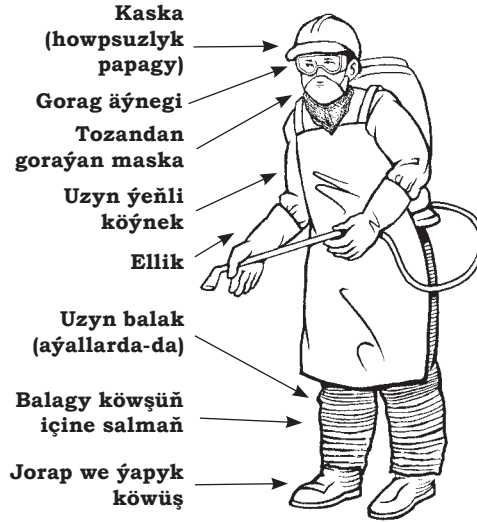 Kaska
(howpsuzlyk
papagy)
Gorag äýnegi
Tozandan
goraýan maska
Uzyn ýeňli
köýnek
Ellik
Uzyn balak
(aýallarda-da)
Balagy köwşüň
içine salmaň
Jorap we ýapyk
köwüş